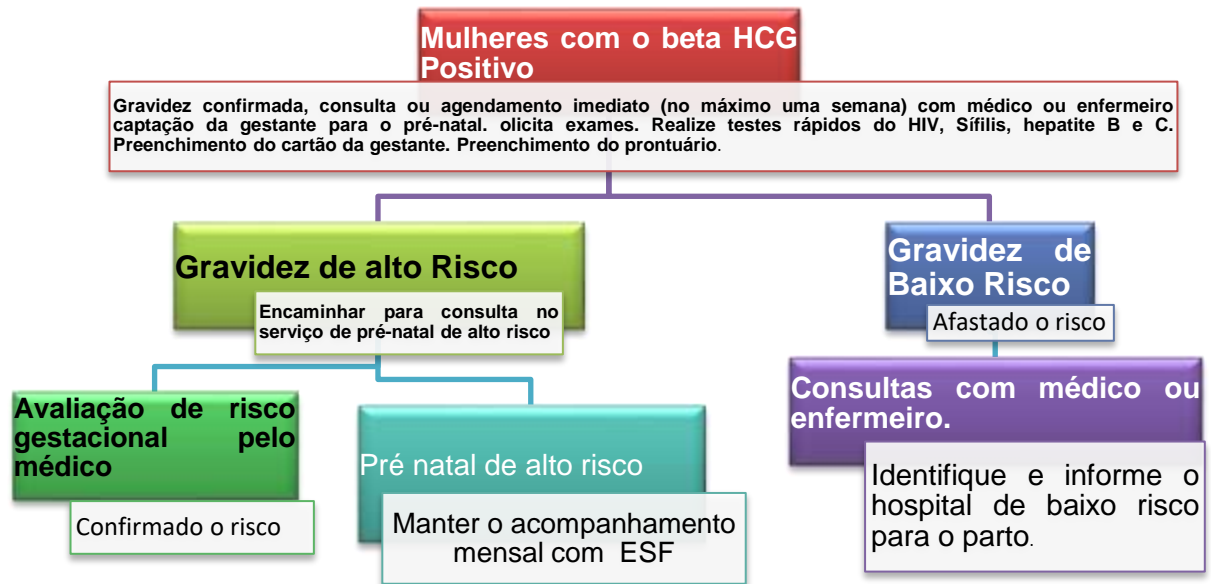 Mulheres com o beta HCG
Positivo
Gravidez confirmada, consulta ou agendamento imediato (no máximo uma semana) com médico ou enfermeiro
captação da gestante para o pré-natal. olicita exames. Realize testes rápidos do HIV, Sífilis, hepatite B e C.
Preenchimento do cartão da gestante. Preenchimento do prontuário.
Gravidez de alto Risco
Encaminhar para consulta no
serviço de pré-natal de alto risco
Gravidez de
Baixo Risco
Afastado o risco
Avaliação de risco
gestacional pelo
médico
Confirmado o risco
Pré natal de alto risco
Manter o acompanhamento
mensal com ESF
Consultas com médico ou
enfermeiro.
Identifique e informe o
hospital de baixo risco
para o parto.